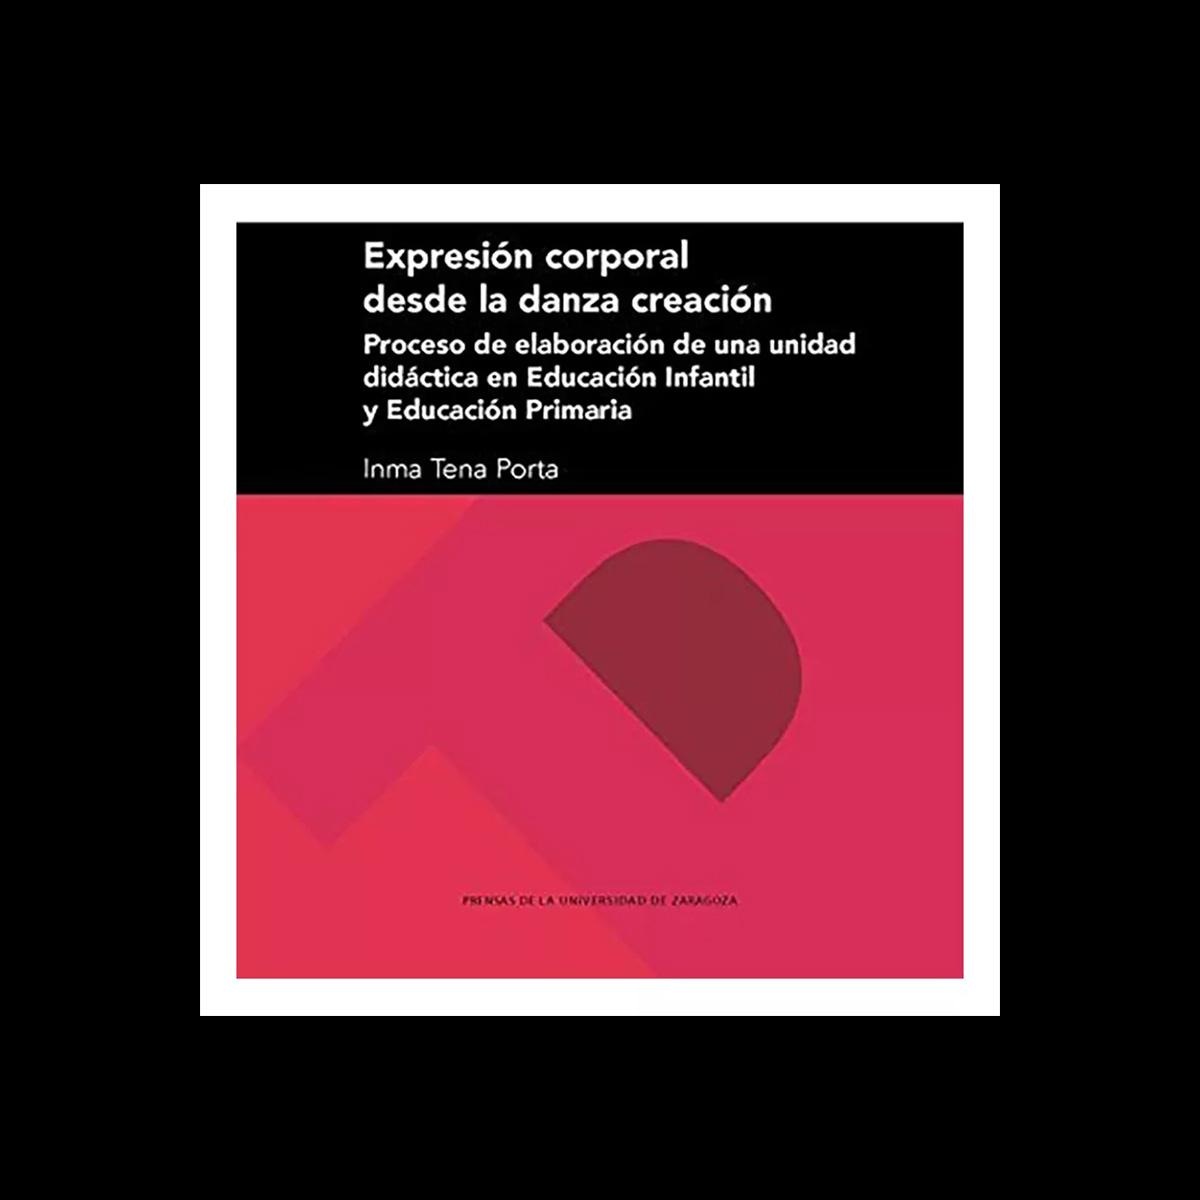 Expresión corporal
desde la danza creación
Proceso de elaboración de una unidad
didáctica en Educación Infantil
y Educación Primaria
Inma Tena Porta
PRENSAS DE LA UNIVERSIDAD DE ZARAGOZA